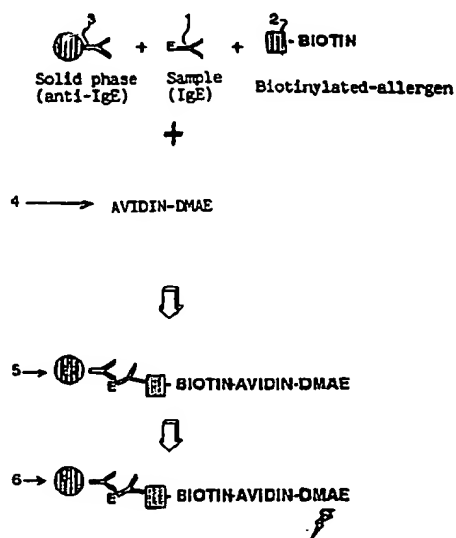 3 1 2
+ E + -BIOTIN
Solid phase Sample Biotinylated-allergen
(anti-IgE) (IgE)
+
4 AVIDIN-DMAE
5 E -BIOTIN-AVIDIN-DMAE
6 E -BIOTIN-AVIDIN-DMAE